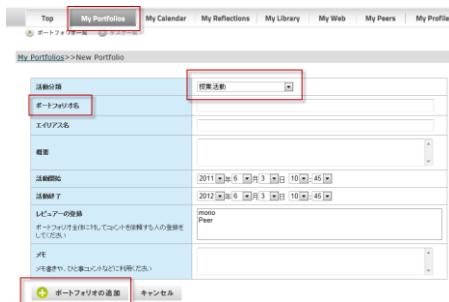 Top My Portfolios My Calendar My Reflections My Library My Web My Peers My Profile
ポートフォリオ一覧 タスク一覧
My Portfolios>>New Portfolio
活動分類 授業活動
ポートフォリオ名
エイリアス名
概要
活動開始 2011 年 6 月 3 日 10 : 45
活動終了 2012 年 6 月 3 日 10 : 45
レビュアーの登録 mono
ポートフォリオ全体に対してコメントを依頼する人の登録を Peer
してください
メモ
メモ書きや、ひと事コメントなどに利用ください
ポートフォリオの追加 キャンセル